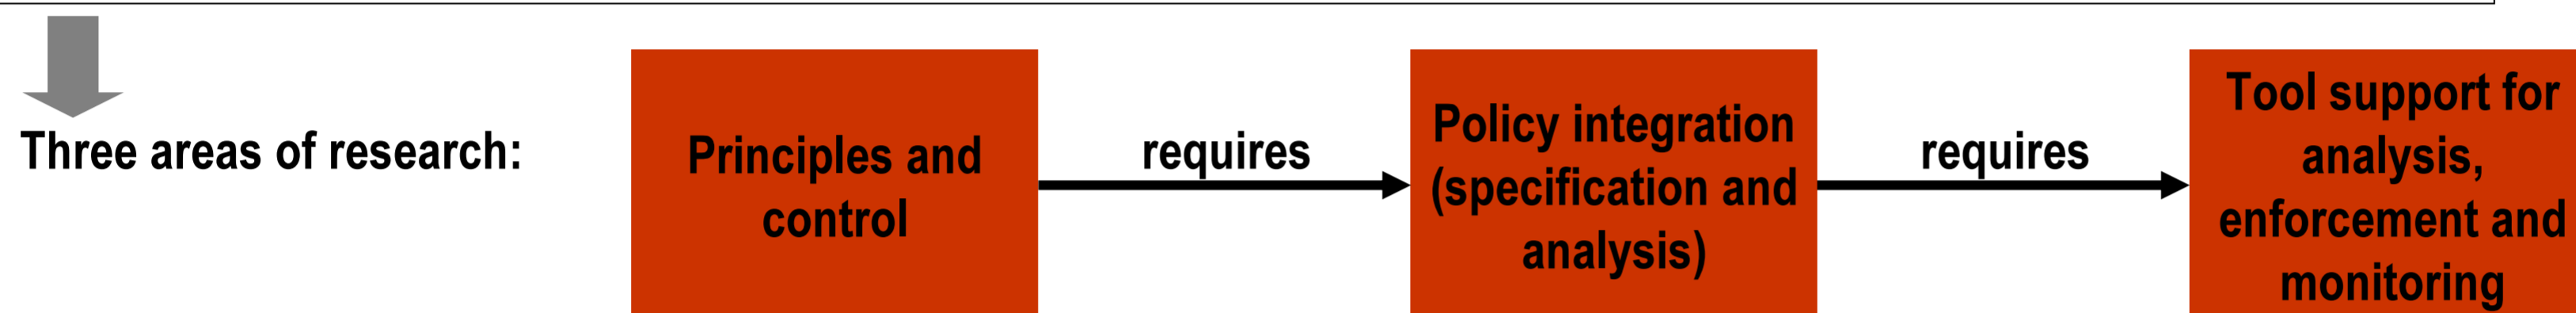 Three areas of research:
Principles and
control
requires
Policy integration
(specification and
analysis)
requires
Tool support for
analysis,
enforcement and
monitoring